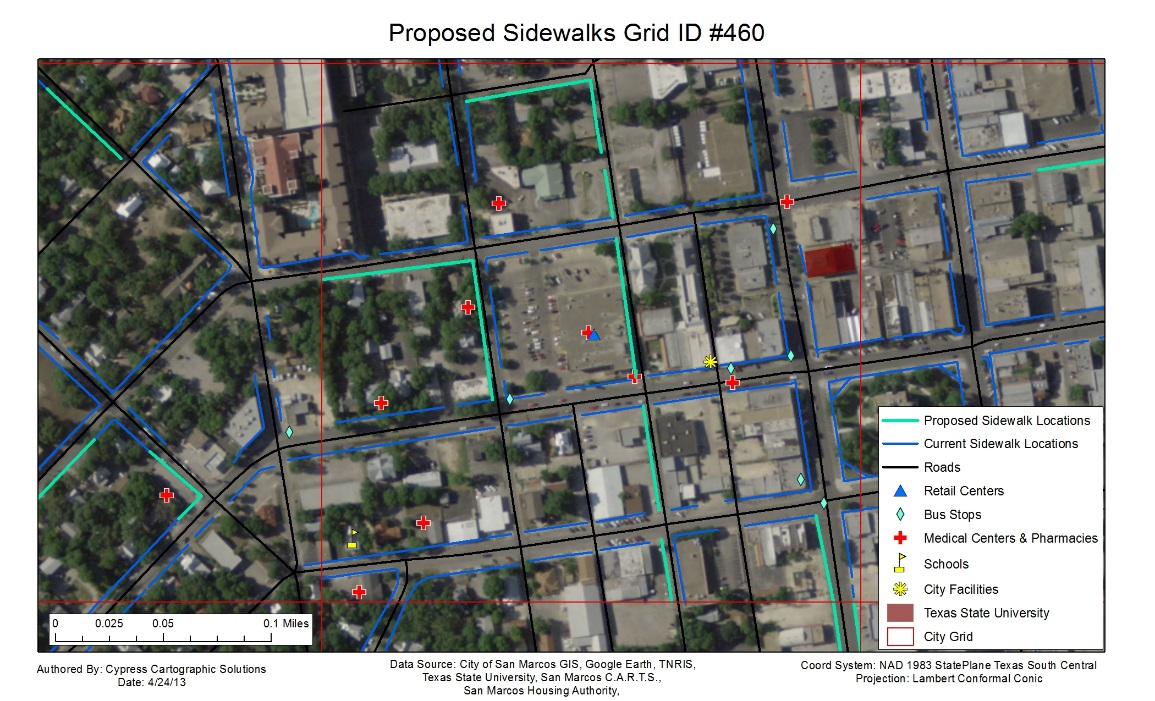 Proposed Sidewalks Grid ID #460
Proposed Sidewalk Locations
Current Sidewalk Locations
Roads
Retail Centers
Bus Stops
Medical Centers & Pharmacies
Schools
City Facilities
Texas State University
City Grid
0 0.025 0.05 0.1 Miles
Authored By: Cypress Cartographic Solutions
Date: 4/24/13
Data Source: City of San Marcos GIS, Google Earth, TNRIS,
Texas State University, San Marcos C.A.R.T.S.,
San Marcos Housing Authority,
Coord System: NAD 1983 StatePlane Texas South Central
Projection: Lambert Conformal Conic